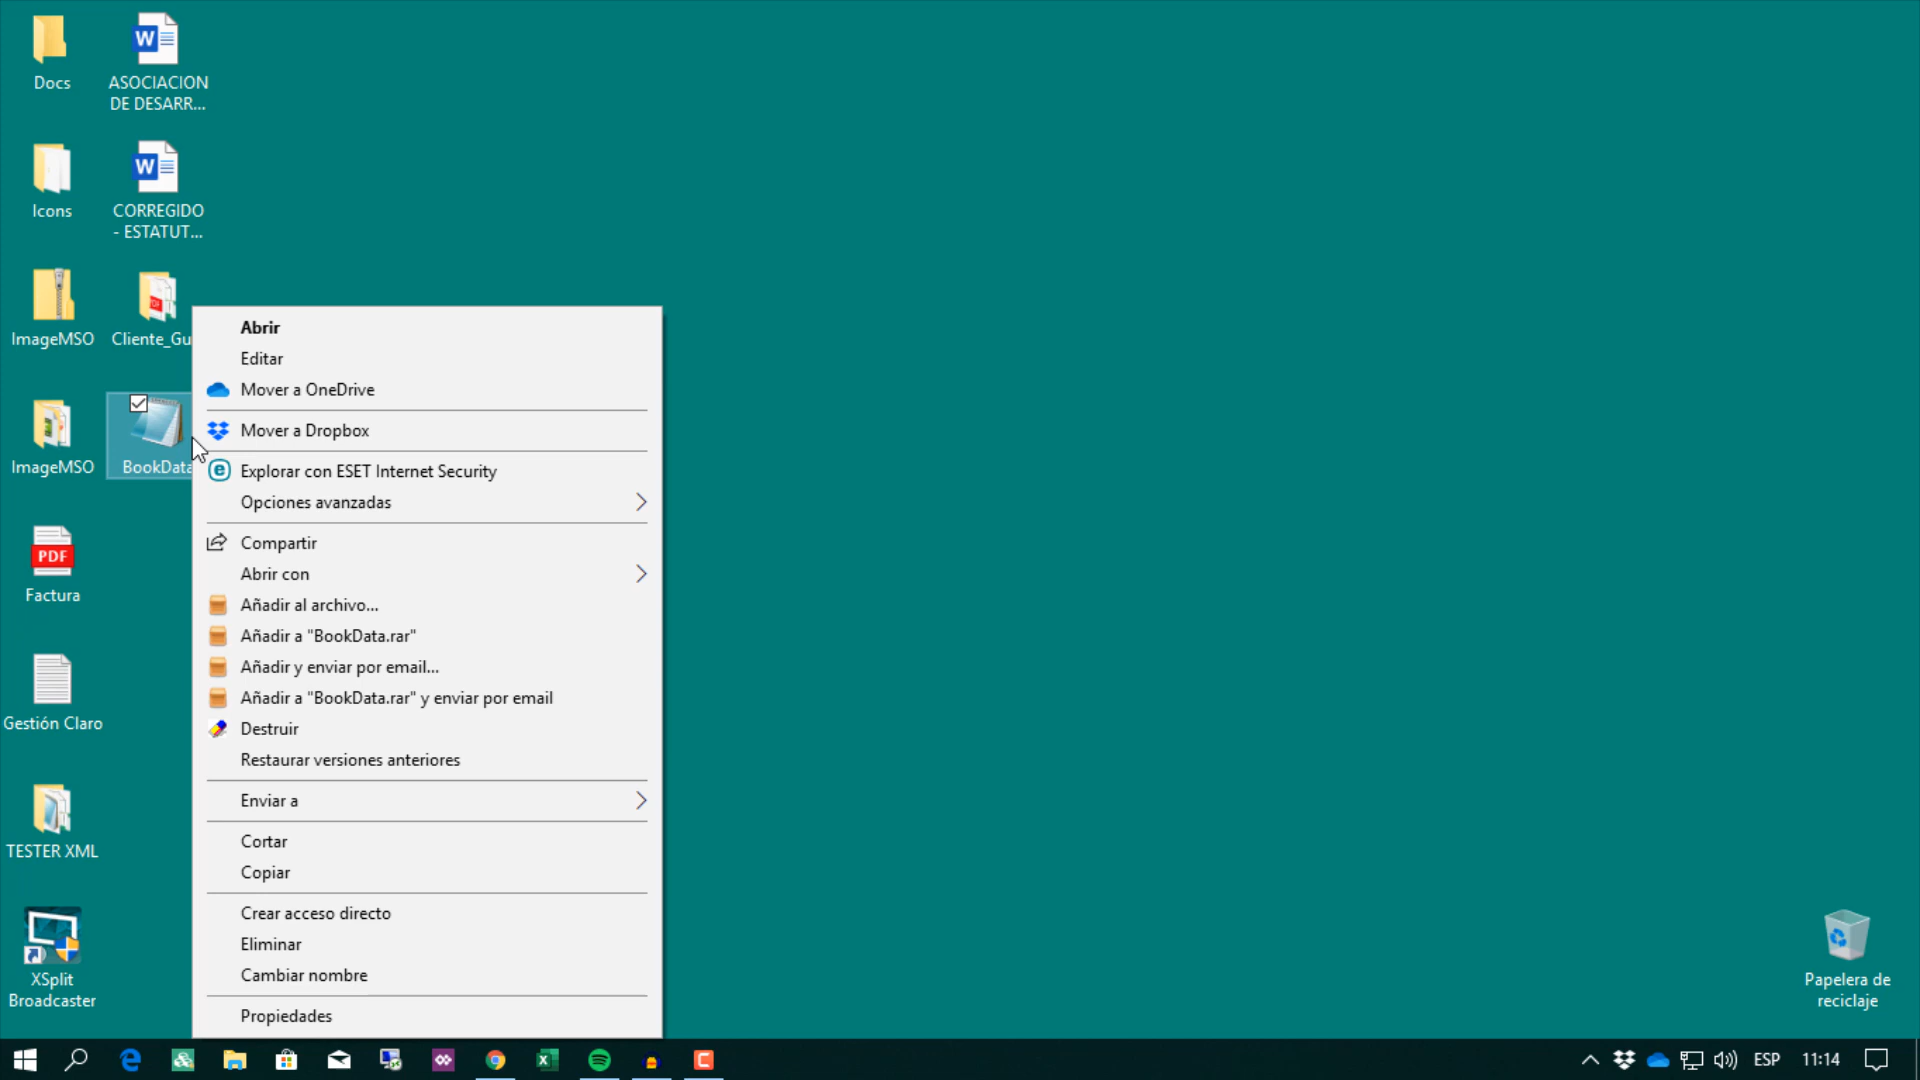 Docs
ASOCIACION
DE DESARR...
Icons
CORREGIDO
- ESTATUT...
ImageMSO
Cliente_Gu
ImageMSO
BookData
PDF
Factura
Gestión Claro
TESTER XML
XSplit
Broadcaster
Abrir
Editar
Mover a OneDrive
Mover a Dropbox
Explorar con ESET Internet Security
Opciones avanzadas
Compartir
Abrir con
Añadir al archivo...
Añadir a "BookData.rar"
Añadir y enviar por email...
Añadir a "BookData.rar" y enviar por email
Destruir
Restaurar versiones anteriores
Enviar a
Cortar
Copiar
Crear acceso directo
Eliminar
Cambiar nombre
Propiedades
Papelera de
reciclaje
ESP
11:14